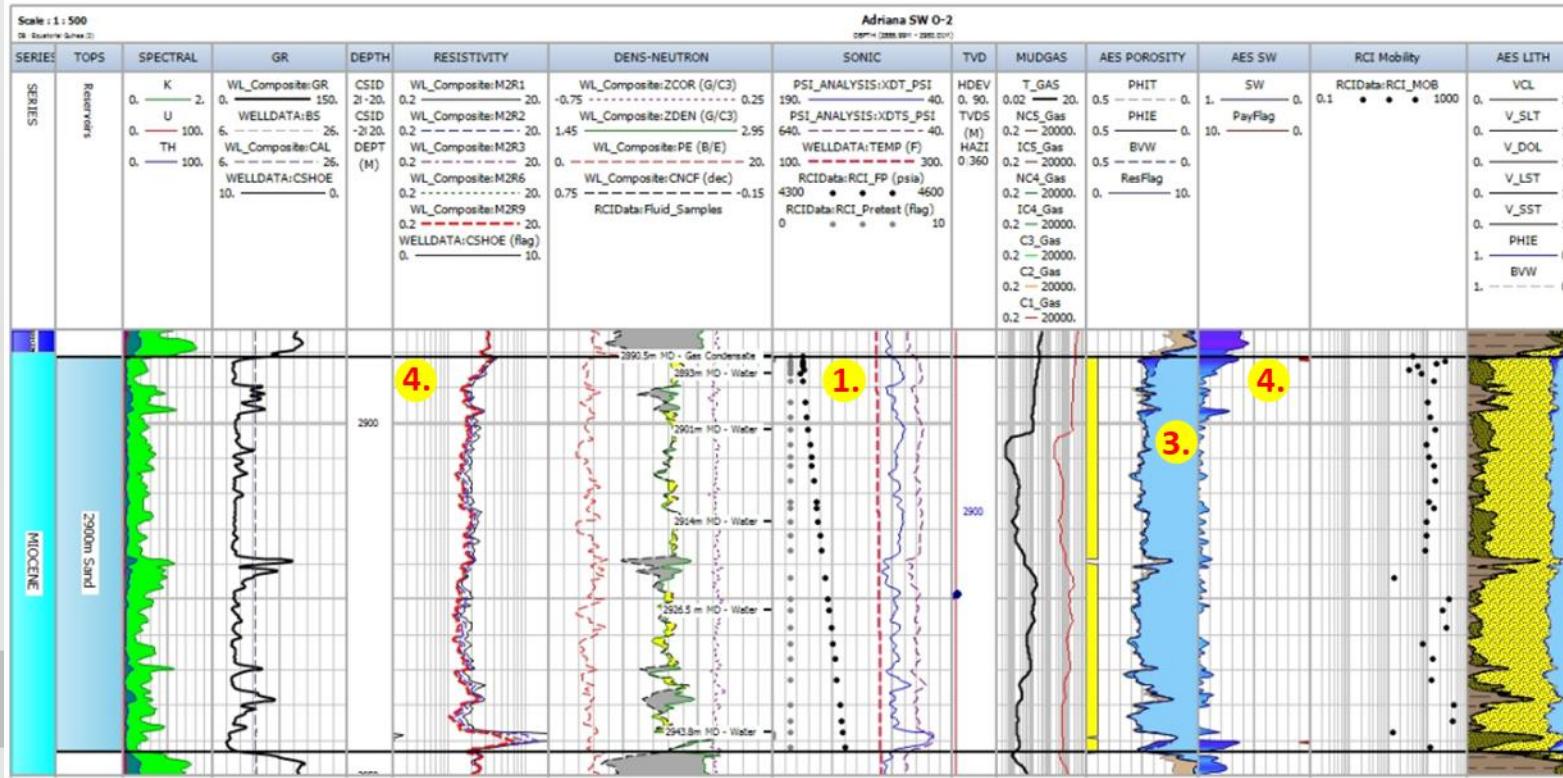 Scale : 1 : 500
Adriana SW O-2
DB : Equatorial Guinea (2)
SERIES TOPS SPECTRAL GR DEPTH RESISTIVITY DENS-NEUTRON SONIC TVD MUDGAS AES POROSITY AES SW RCI Mobility AES LITH
SERIES
Reservoirs
K
0. 2.
U
0. 100.
TH
0. 100.
WL_Composite:GR
0. 150.
WELLDATA:BS
6. 26.
WL_Composite:CAL
6. 26.
WELLDATA:CSHOE
10. 0.
CSID
CSID
DEPT
(M)
WL_Composite:M2R1
0.2 20.
WL_Composite:M2R2
0.2 20.
WL_Composite:M2R3
0.2 20.
WL_Composite:M2R6
0.2 20.
WL_Composite:M2R9
0.2 20.
WELLDATA:CSHOE (flag)
0. 10.
WL_Composite:ZCOR (G/C3)
-0.75 0.25
WL_Composite:ZDEN (G/C3)
1.45 2.95
WL_Composite:PE (B/E)
0. 20.
WL_Composite:CNCF (dec)
0.75 -0.15
RCIData:Fluid_Samples
PSI_ANALYSIS:XDT_PSI
190. 40.
PSI_ANALYSIS:XDTS_PSI
640. 40.
WELLDATA:TEMP (F)
100. 300.
RCIData:RCI_FP (psia)
4300 4600
RCIData:RCI_Pretest (flag)
0 10
HDEV
0. 90.
TVDS
(M)
HAZI
0 360
T_GAS
0.02 20.
NC5_Gas
0.2 20000.
IC5_Gas
0.2 20000.
NC4_Gas
0.2 20000.
IC4_Gas
0.2 20000.
C3_Gas
0.2 20000.
C2_Gas
0.2 20000.
C1_Gas
0.2 20000.
PHIT
0.5 0.
PHIE
0.5 0.
BVW
0.5 0.
ResFlag
0. 10.
SW
1. 0.
PayFlag
10. 0.
RCIData:RCI_MOB
0.1 1000
VCL
0.
V_SLT
0.
V_DOL
0.
V_LST
0.
V_SST
0.
PHIE
1.
BVW
1.
2890.5m MD - Gas Condensate
2893m MD - Water
4.
1.
4.
2900
2901m MD - Water
3.
2914m MD - Water
2900
MIOCENE
2900m Sand
2926.5 m MD - Water
2943.8m MD - Water